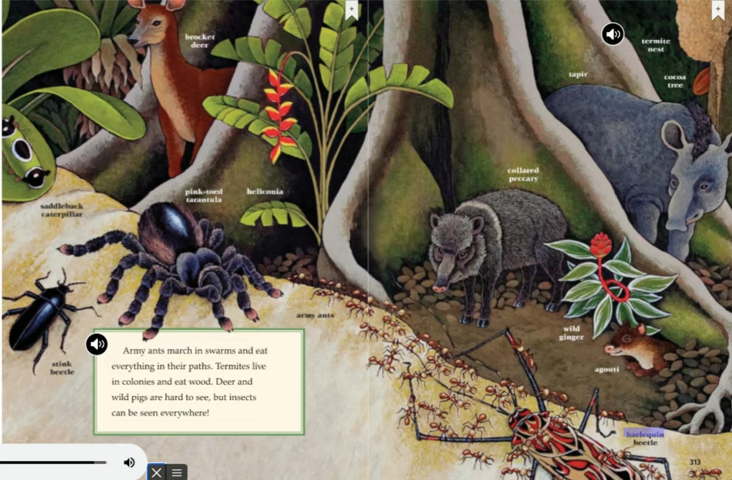 brocket
deer
termite
nest
tapir
cocoa
tree
collared
peccary
pink-toed
tarantula
heliconia
saddleback
caterpillar
army ants
wild
ginger
agouti
stink
beetle
Army ants march in swarms and eat
everything in their paths. Termites live
in colonies and eat wood. Deer and
wild pigs are hard to see, but insects
can be seen everywhere!
harlequin
beetle
313